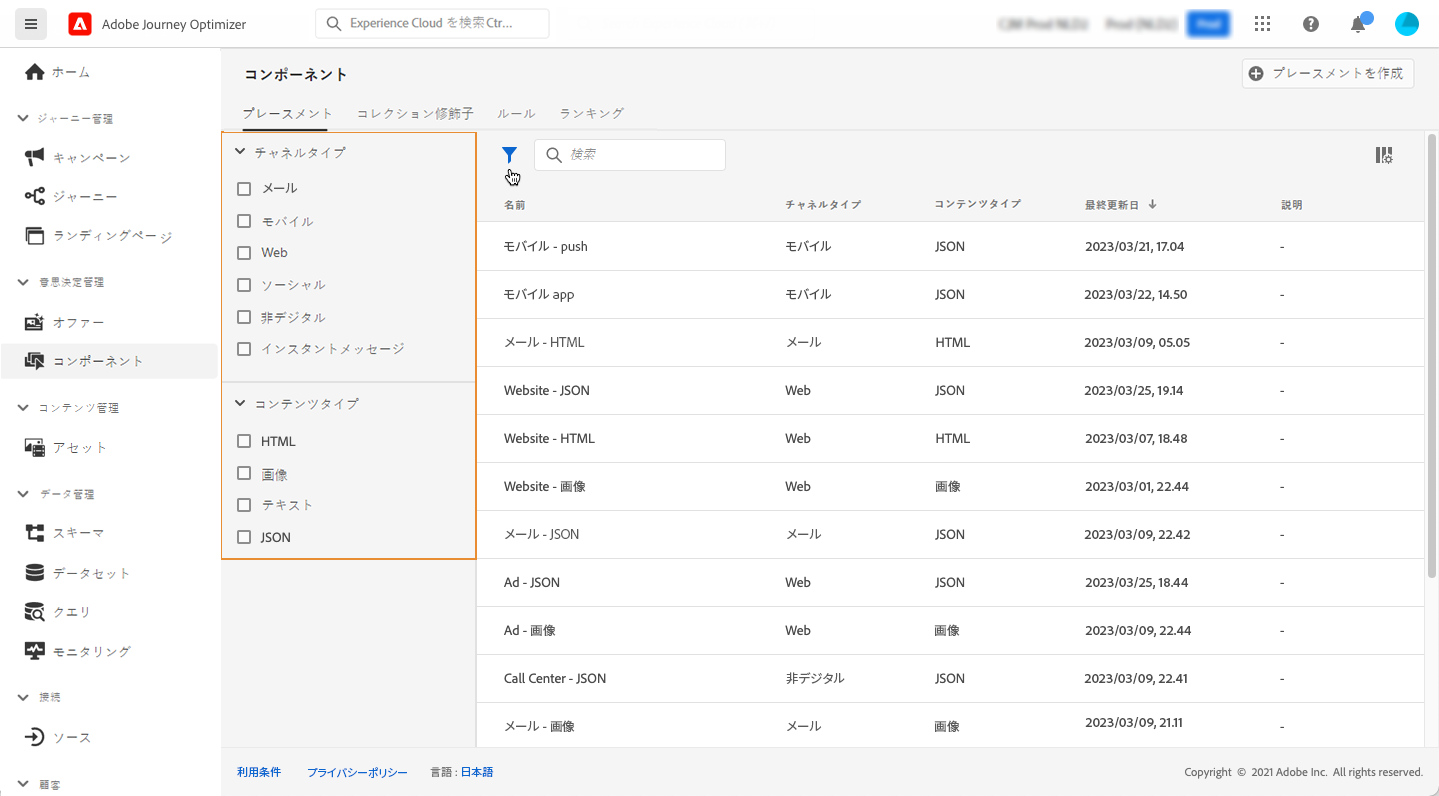 Adobe Journey Optimizer
Experience Cloud を検索Ctr...
ホーム
ジャーニー管理
キャンペーン
ジャーニー
ランディングページ
意思決定管理
オファー
コンポーネント
コンテンツ管理
アセット
データ管理
スキーマ
データセット
クエリ
モニタリング
接続
ソース
顧客
コンポーネント
プレースメントを作成
プレースメント コレクション修飾子 ルール ランキング
チャネルタイプ
メール
モバイル
Web
ソーシャル
非デジタル
インスタントメッセージ
コンテンツタイプ
HTML
画像
テキスト
JSON
検索
名前 チャネルタイプ コンテンツタイプ 最終更新日 説明
モバイル - push モバイル JSON 2023/03/21, 17.04 -
モバイル app モバイル JSON 2023/03/22, 14.50 -
メール - HTML メール HTML 2023/03/09, 05.05 -
Website - JSON Web JSON 2023/03/25, 19.14 -
Website - HTML Web HTML 2023/03/07, 18.48 -
Website - 画像 Web 画像 2023/03/01, 22.44 -
メール - JSON メール JSON 2023/03/09, 22.42 -
Ad - JSON Web JSON 2023/03/25, 18.44 -
Ad - 画像 Web 画像 2023/03/09, 22.44 -
Call Center - JSON 非デジタル JSON 2023/03/09, 22.41 -
メール - 画像 メール 画像 2023/03/09, 21.11 -
利用条件 プライバシーポリシー 言語 : 日本語
Copyright © 2021 Adobe Inc. All rights reserved.